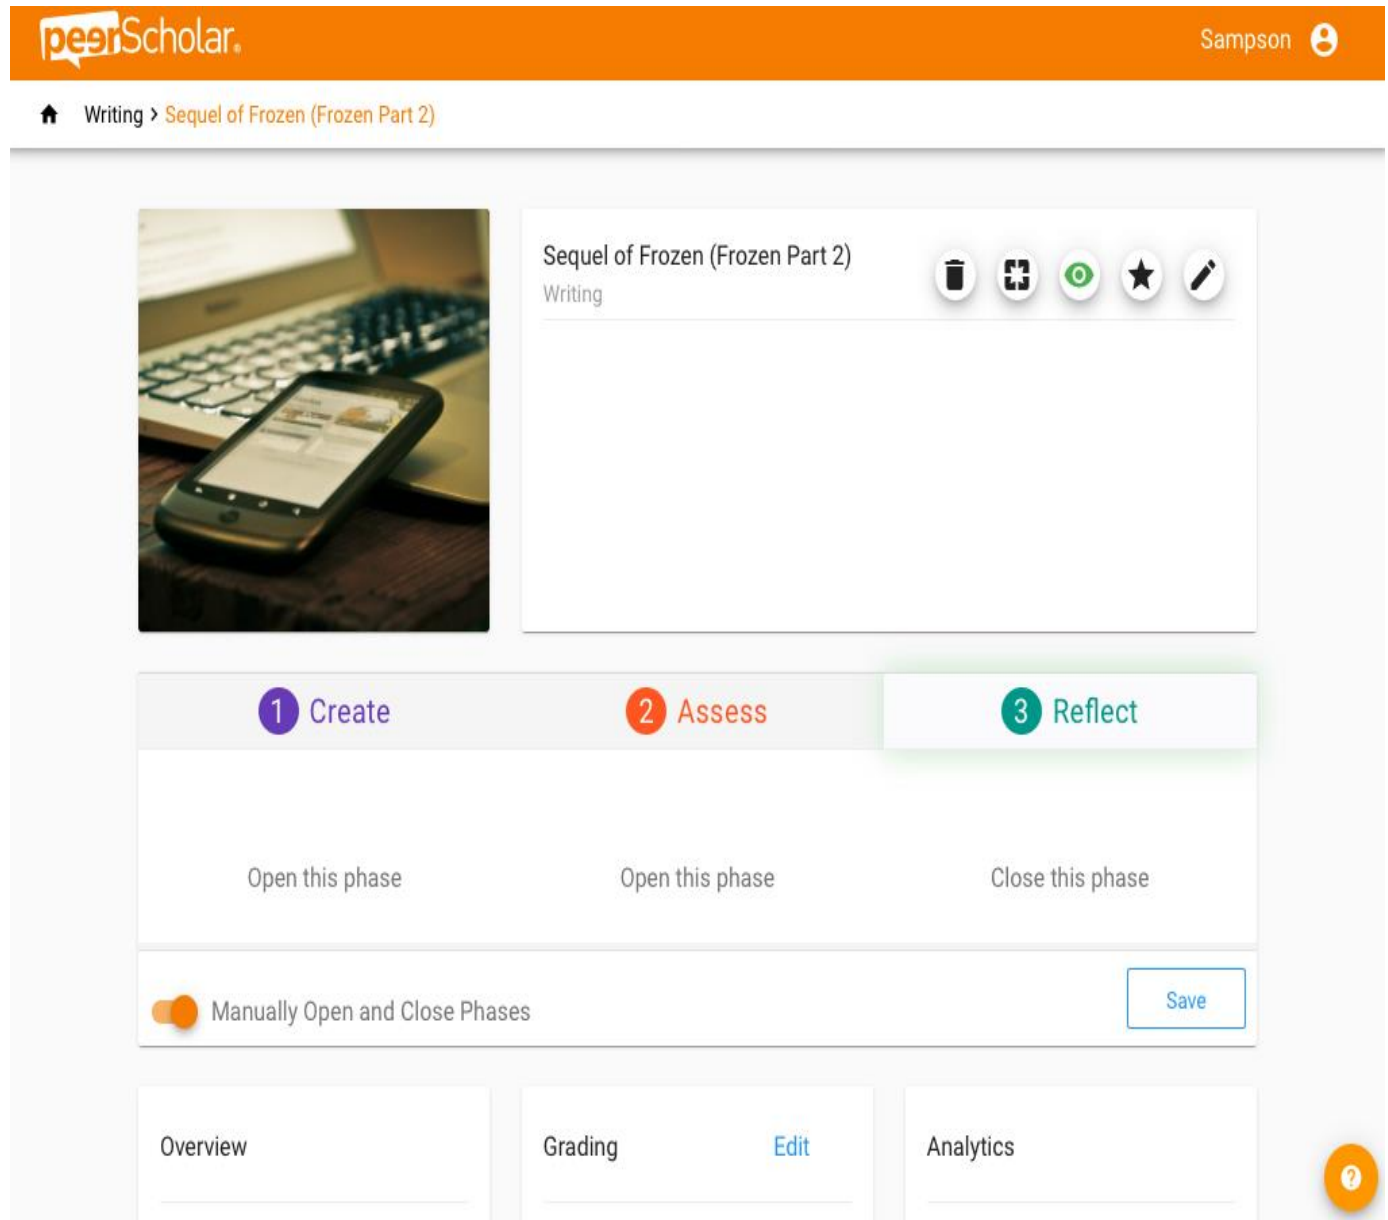 peerScholar®
Sampson
Writing > Sequel of Frozen (Frozen Part 2)
Sequel of Frozen (Frozen Part 2)
Writing
1 Create
2 Assess
3 Reflect
Open this phase
Open this phase
Close this phase
Manually Open and Close Phases
Save
Overview
Grading
Edit
Analytics
?